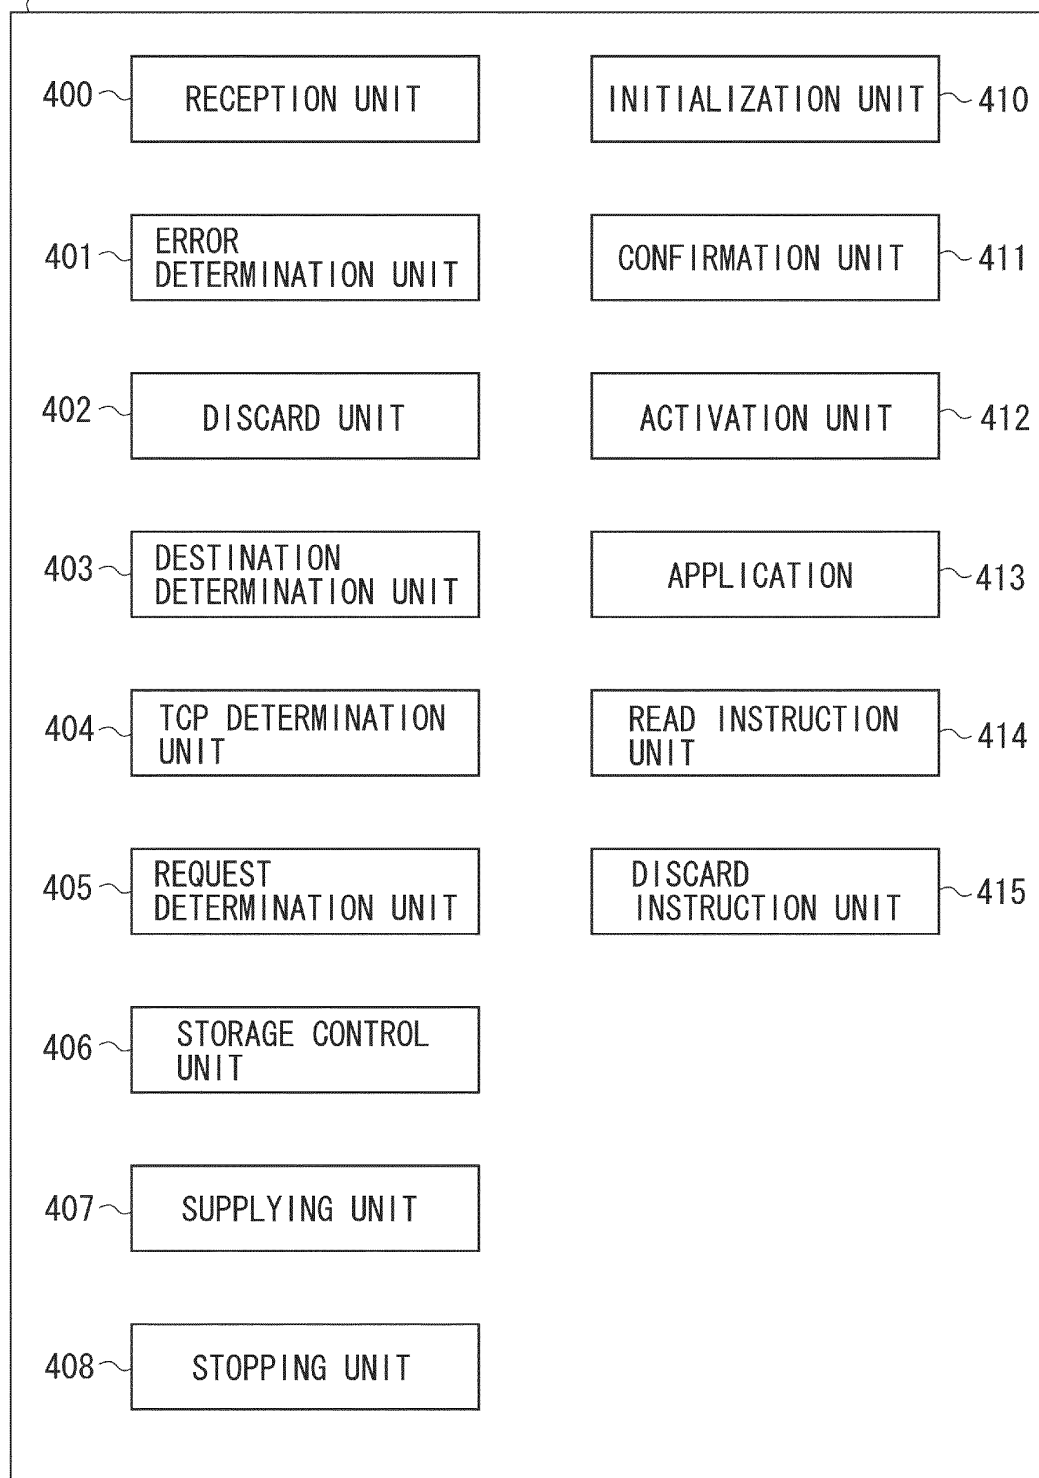 400
RECEPTION UNIT
INITIALIZATION UNIT
410
401
ERROR
DETERMINATION UNIT
CONFIRMATION UNIT
411
402
DISCARD UNIT
ACTIVATION UNIT
412
403
DESTINATION
DETERMINATION UNIT
APPLICATION
413
404
TCP DETERMINATION
UNIT
READ INSTRUCTION
UNIT
414
405
REQUEST
DETERMINATION UNIT
DISCARD
INSTRUCTION UNIT
415
406
STORAGE CONTROL
UNIT
407
SUPPLYING UNIT
408
STOPPING UNIT